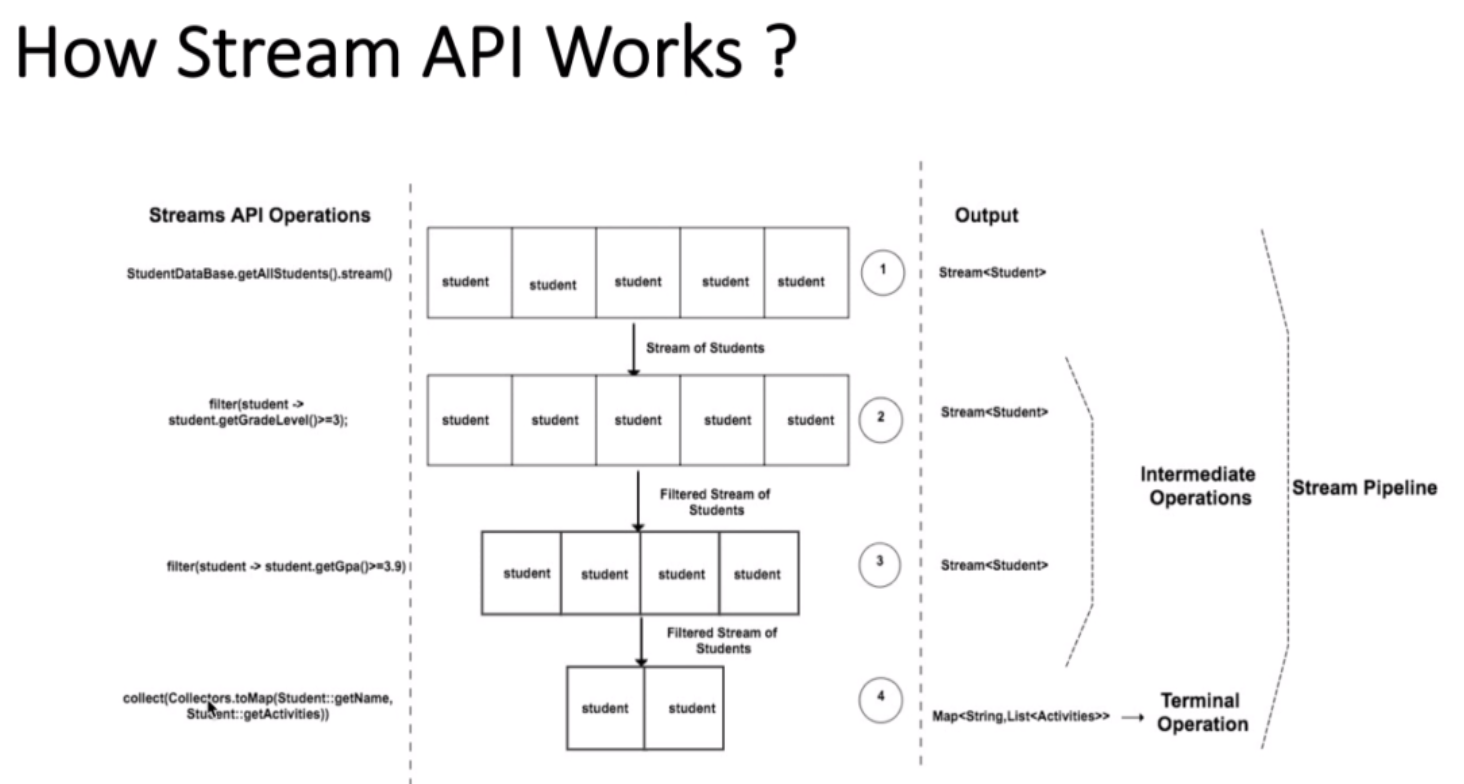 How Stream API Works ?
Streams API Operations
Output
StudentDataBase.getAllStudents().stream()
student
student
student
student
student
1
Stream<Student>
Stream of Students
filter(student ->
student.getGradeLevel()>=3);
student
student
student
student
student
2
Stream<Student>
Filtered Stream of
Students
Intermediate
Operations
Stream Pipeline
filter(student -> student.getGpa()>=3.9)
student
student
student
student
3
Stream<Student>
Filtered Stream of
Students
collect(Collectors.toMap(Student::getName,
Student::getActivities))
student
student
4
Map<String,List<Activities>>
Terminal
Operation